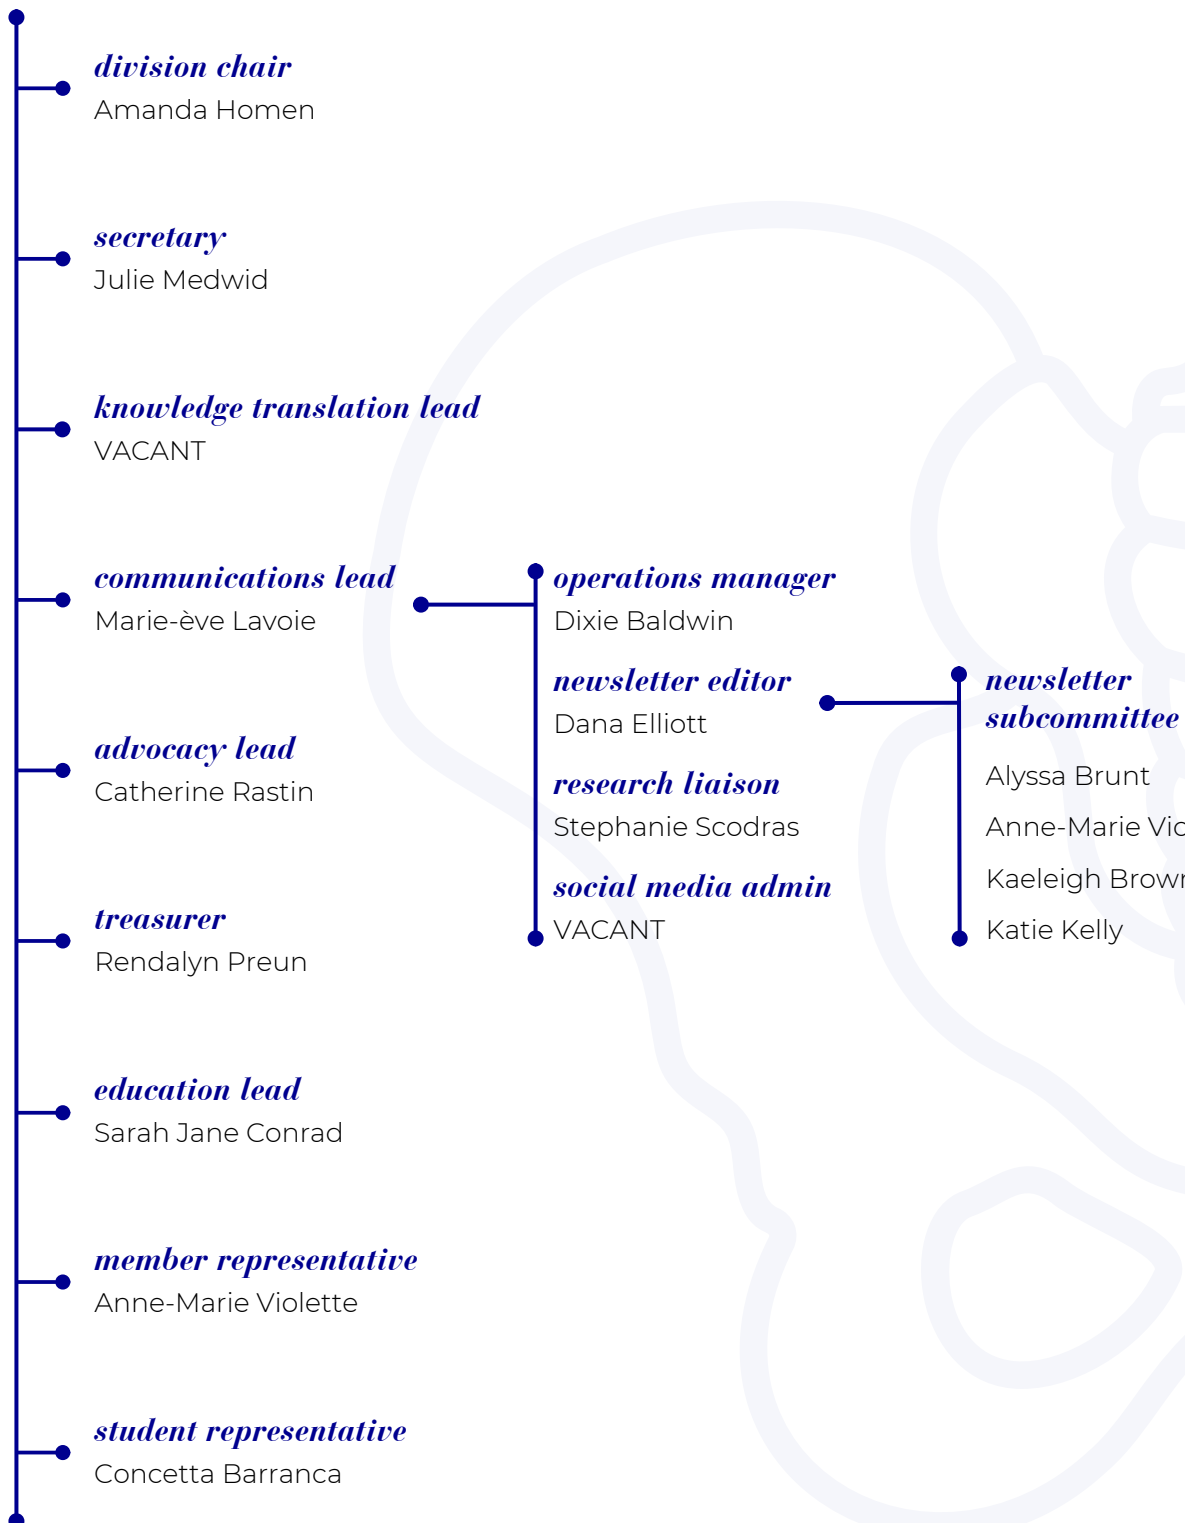 division chair
Amanda Homen
secretary
Julie Medwid
knowledge translation lead
VACANT
communications lead
Marie-ève Lavoie
operations manager
Dixie Baldwin
newsletter editor
Dana Elliott
research liaison
Stephanie Scodras
social media admin
VACANT
newsletter
subcommittee
Alyssa Brunt
Anne-Marie
Kaeleigh
Katie Kelly
advocacy lead
Catherine Rastin
treasurer
Rendalyn Preun
education lead
Sarah Jane Conrad
member representative
Anne-Marie Violette
student representative
Concetta Barranca